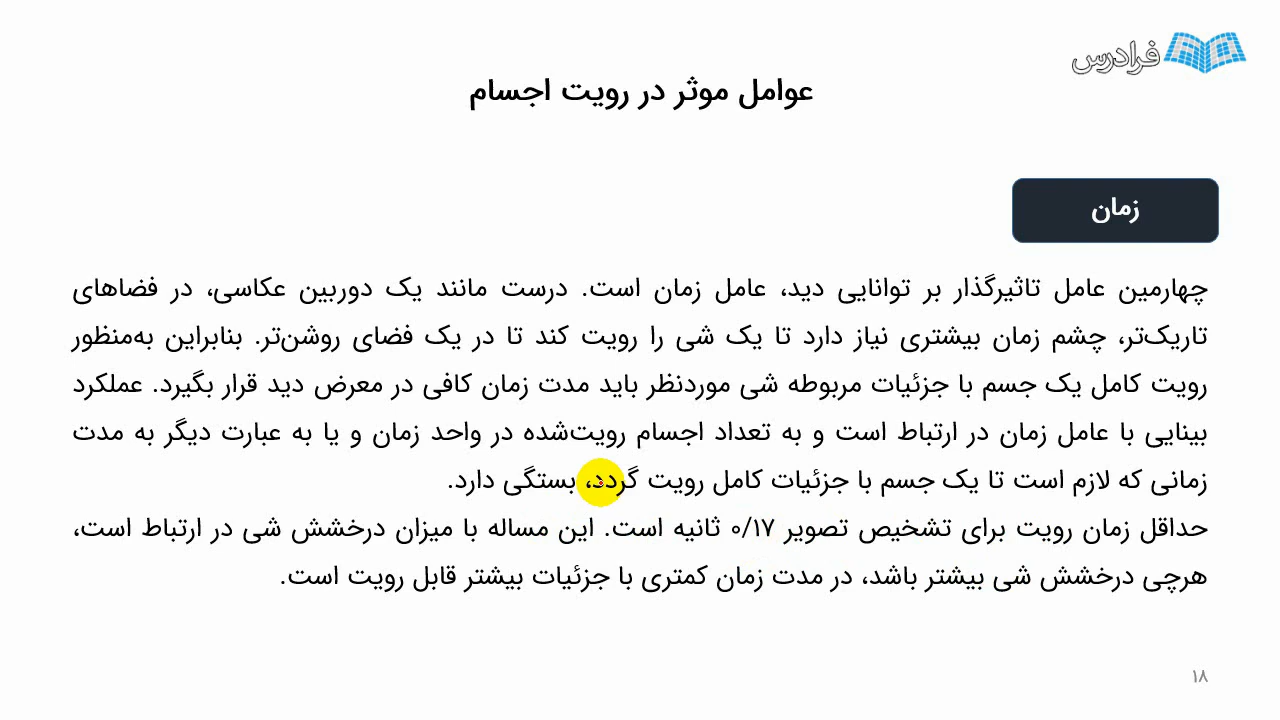 فرادرس
عوامل موثر در رویت اجسام
زمان
چهارمین عامل تاثیرگذار بر توانایی دید، عامل زمان است. درست مانند یک دوربین عکاسی، در فضاهای
تاریک‌تر، چشم زمان بیشتری نیاز دارد تا یک شی را رویت کند تا در یک فضای روشن‌تر. بنابراین به‌منظور
رویت کامل یک جسم با جزئیات مربوطه شی موردنظر باید مدت زمان کافی در معرض دید قرار بگیرد. عملکرد
بینایی با عامل زمان در ارتباط است و به تعداد اجسام رویت‌شده در واحد زمان و یا به عبارت دیگر به مدت
زمانی که لازم است تا یک جسم با جزئیات کامل رویت گردد، بستگی دارد.
حداقل زمان رویت برای تشخیص تصویر ۰/۱۷ ثانیه است. این مساله با میزان درخشش شی در ارتباط است،
هرچی درخشش شی بیشتر باشد، در مدت زمان کمتری با جزئیات بیشتر قابل رویت است.
۱۸